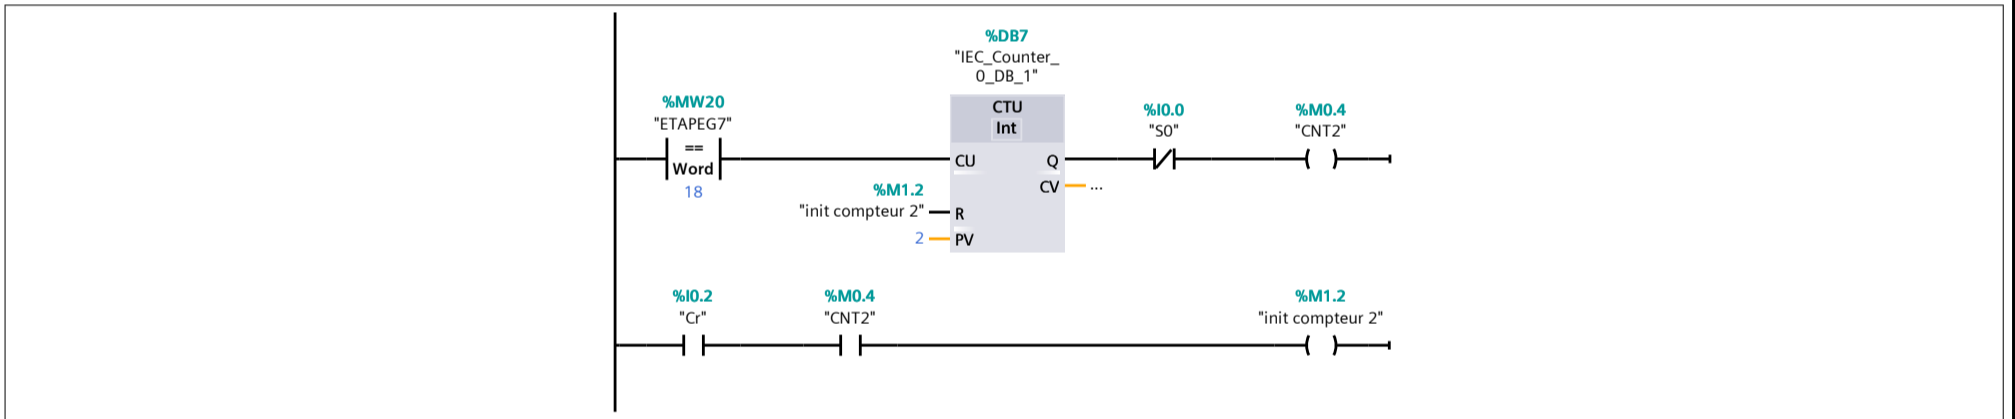 %DB7
"IEC_Counter_
0_DB_1"
%MW20
"ETAPEG7"
==
Word
18
CTU
Int
CU
Q
CV
...
%M1.2
"init compteur 2"
R
2
PV
%I0.0
"S0"
%M0.4
"CNT2"
%I0.2
"Cr"
%M0.4
"CNT2"
%M1.2
"init compteur 2"